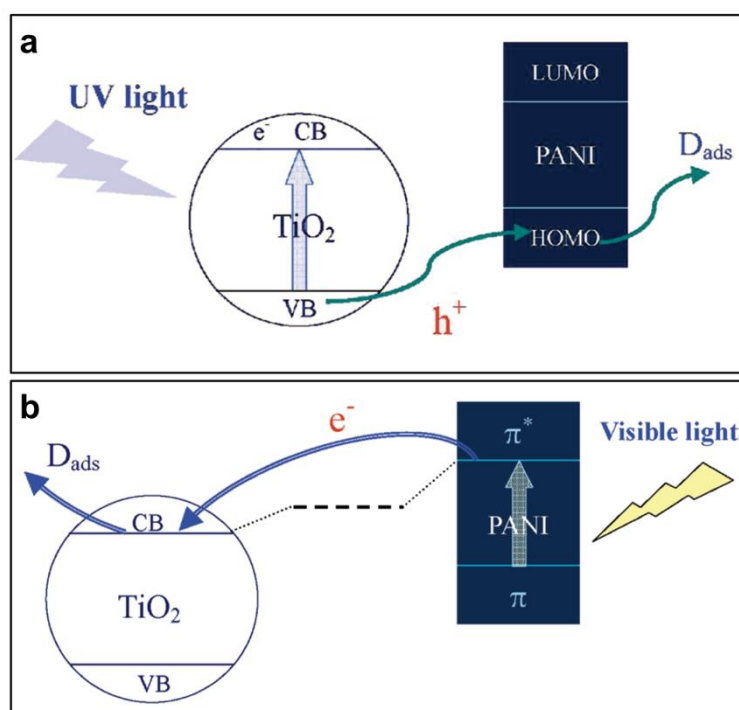 a
UV light
e⁻ CB
TiO₂
VB
h⁺
LUMO
PANI
HOMO
D_ads
b
e⁻
D_ads
CB
TiO₂
VB
π*
PANI
π
Visible light